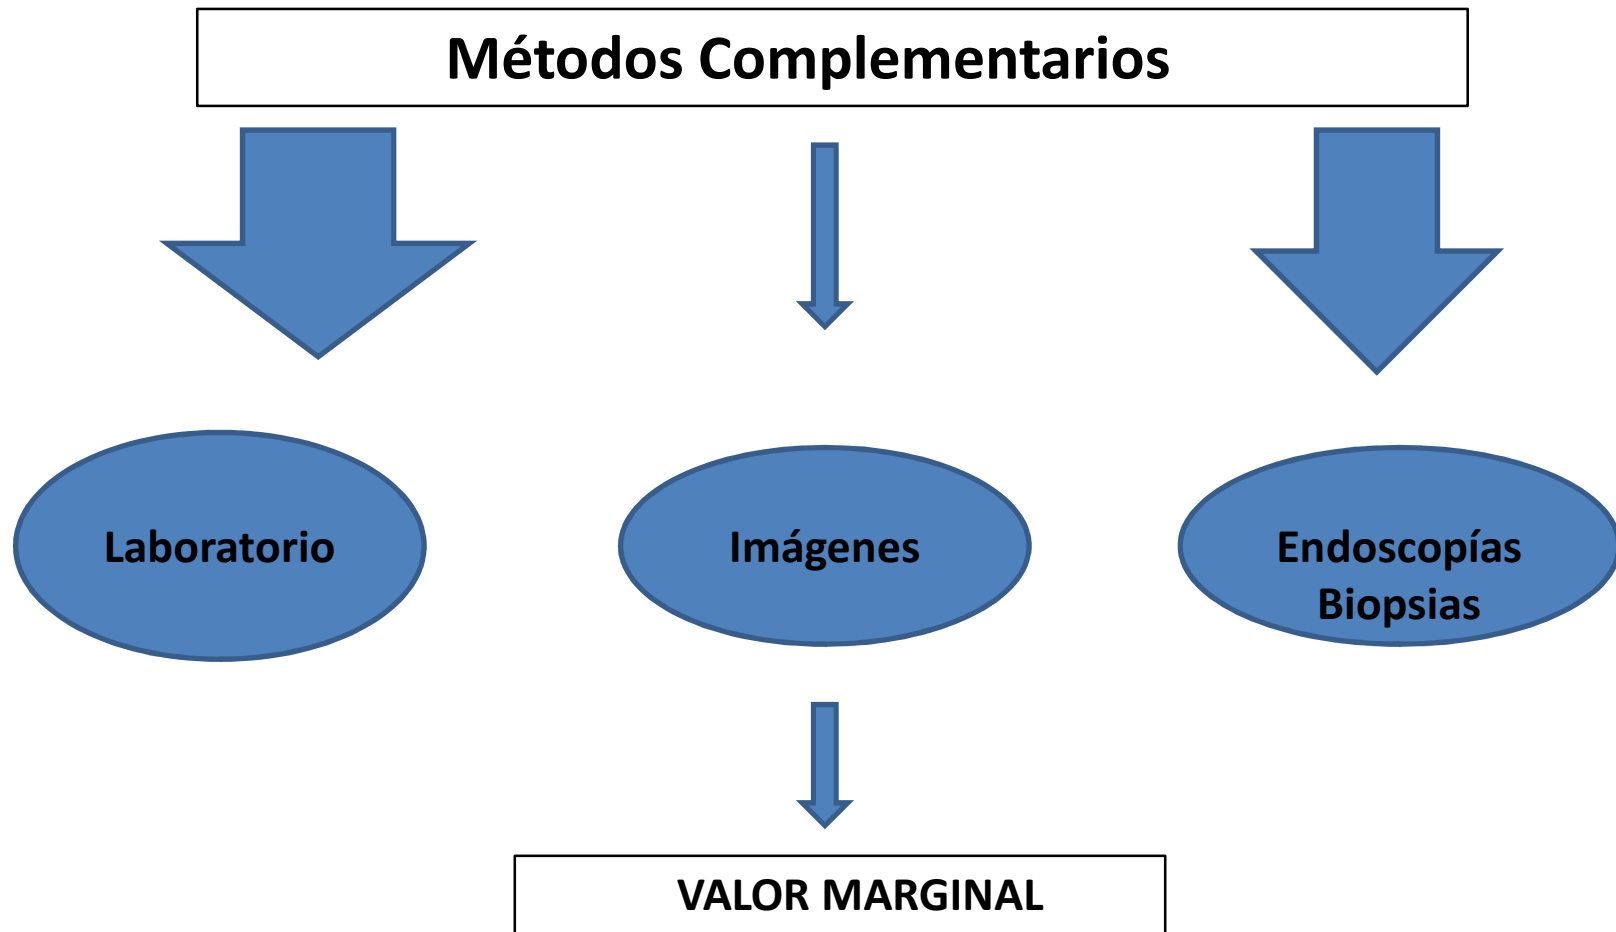 Métodos Complementarios
Laboratorio
Imágenes
Endoscopías
Biopsias
VALOR MARGINAL